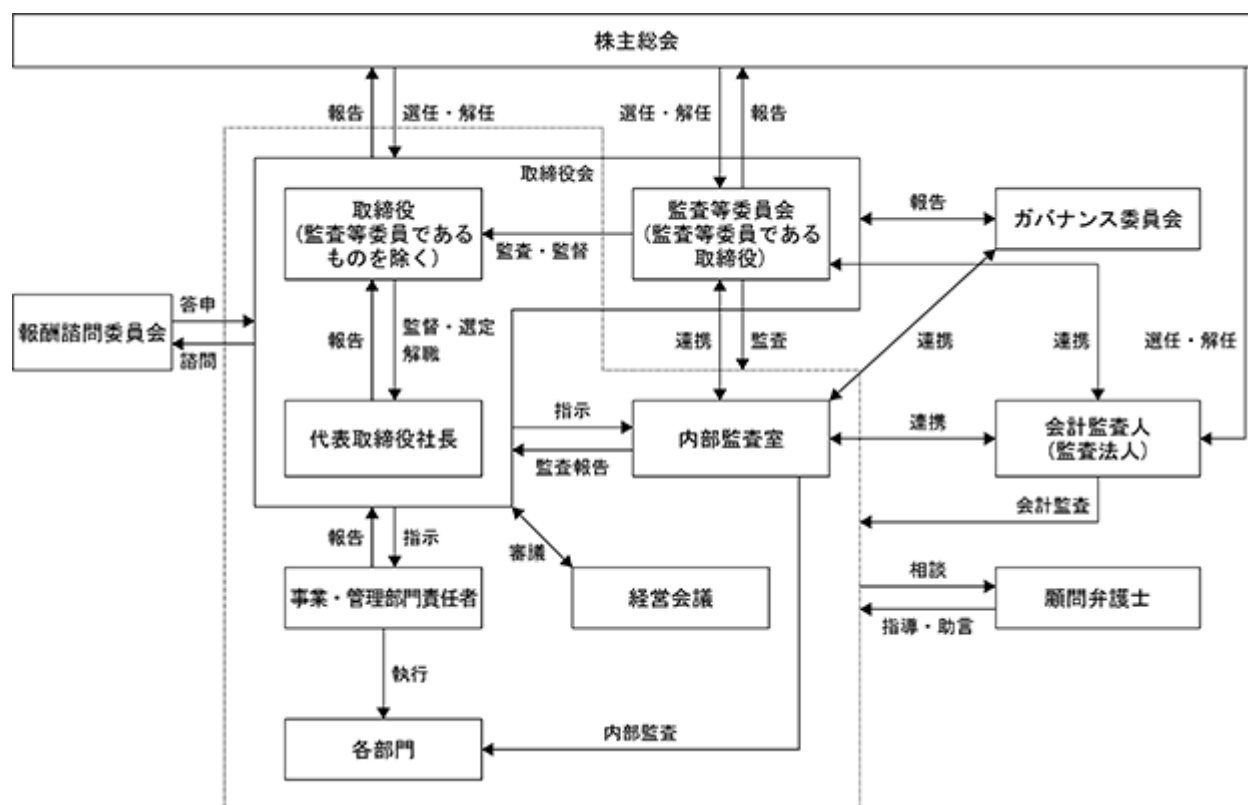 株主総会
報告
選任・解任
選任・解任
報告
取締役会
取締役
(監査等委員である
ものを除く)
監査・監督
監査等委員会
(監査等委員である
取締役)
報告
ガバナンス委員会
報酬諮問委員会
答申
諮問
報告
監督・選定
解職
連携
監査
連携
連携
選任・解任
代表取締役社長
指示
監査報告
内部監査室
連携
会計監査人
(監査法人)
会計監査
報告
指示
審議
事業・管理部門責任者
経営会議
相談
指導・助言
顧問弁護士
執行
各部門
内部監査